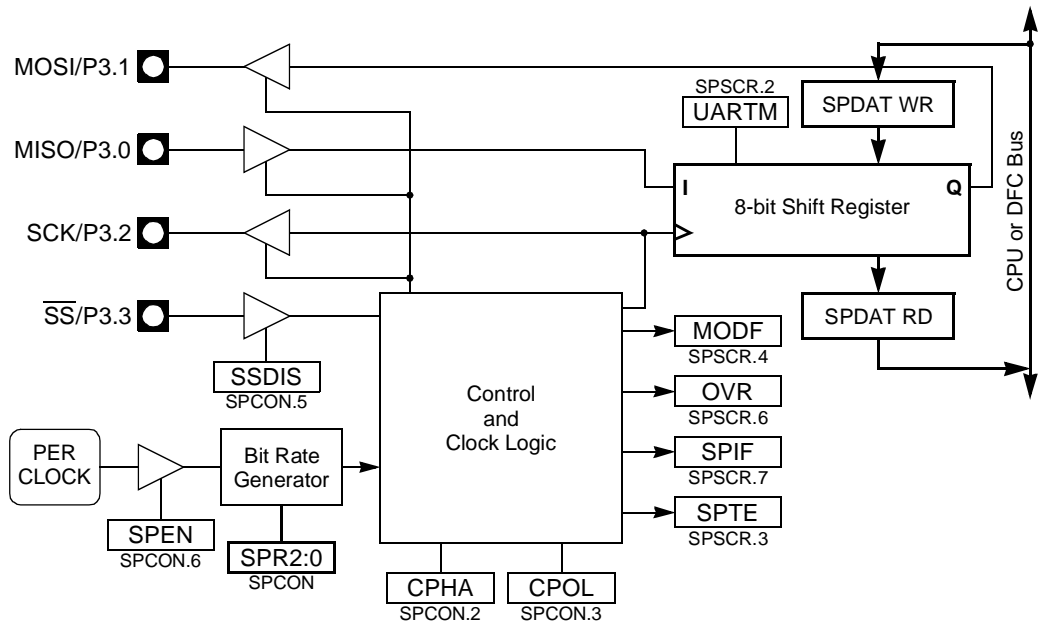 MOSI/P3.1
MISO/P3.0
SCK/P3.2
SS/P3.3
SPSCR.2
UARTM
SPDAT WR
I
8-bit Shift Register
Q
SPDAT RD
CPU or DFC Bus
SSDIS
SPCON.5
Control
and
Clock Logic
MODF
SPSCR.4
OVR
SPSCR.6
SPIF
SPSCR.7
SPTE
SPSCR.3
PER
CLOCK
Bit Rate
Generator
SPEN
SPCON.6
SPR2:0
SPCON
CPHA
SPCON.2
CPOL
SPCON.3